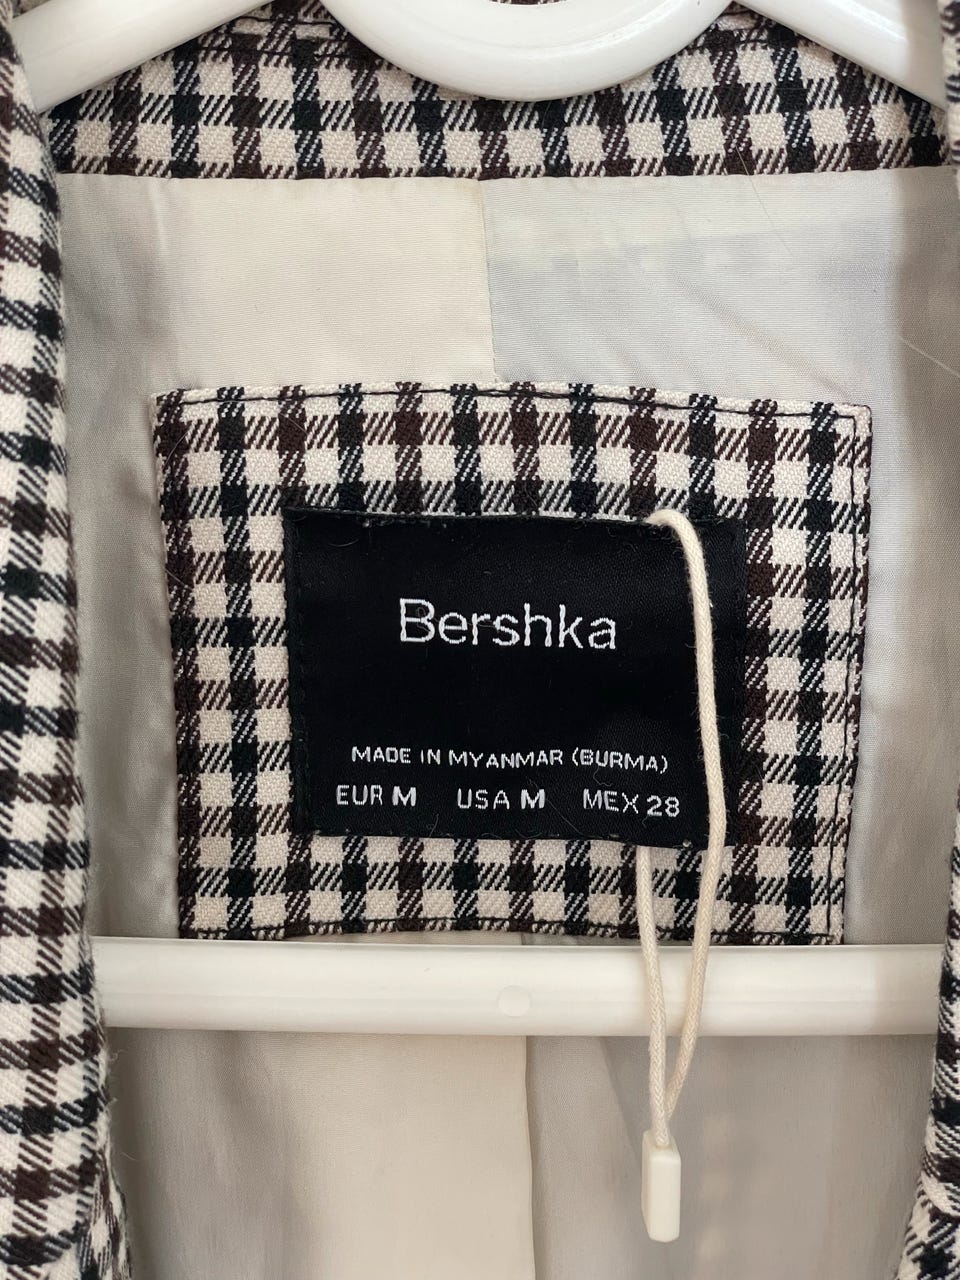 Bershka
MADE IN MYANMAR (BURMA)
EUR M USA M MEX 28